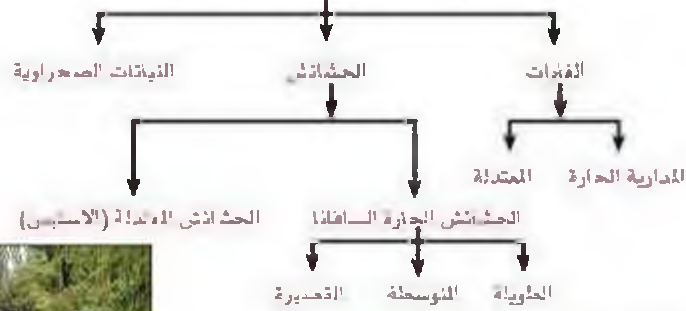 الغابات الحشائش النباتات الصحراوية
المدارية الحارة المعتدلة
الحشائش الحارة السافانا الحشائش المعتدلة (الاستبس)
الطويلة المتوسطة القصيرة